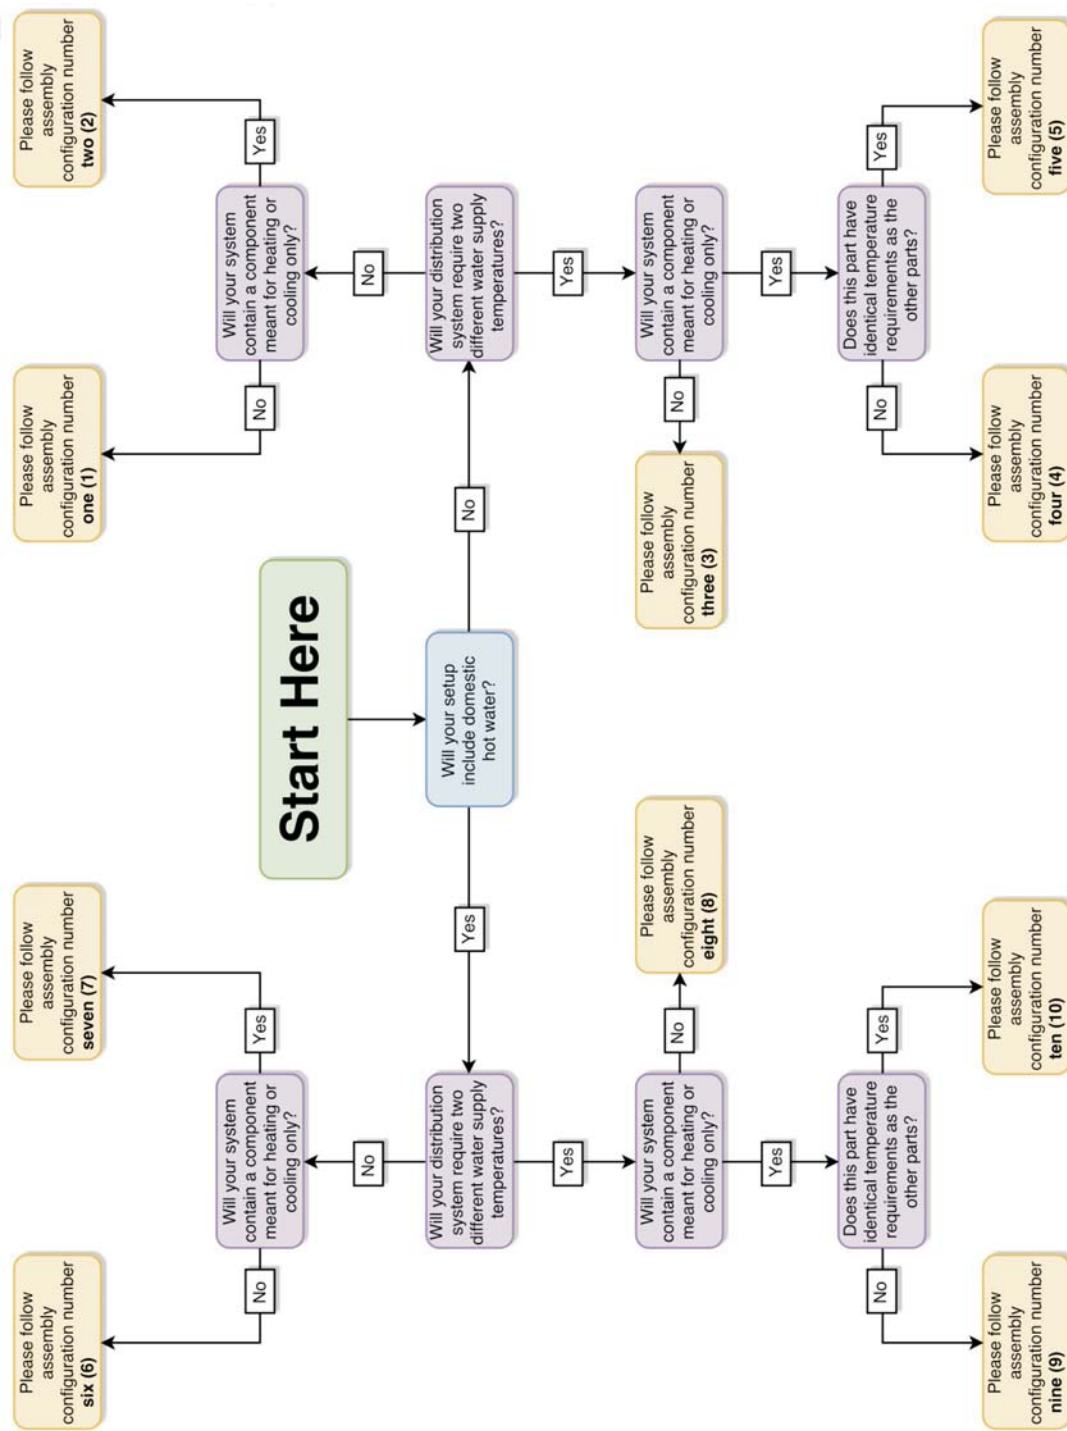 Please follow
assembly
configuration number
six (6)
Please follow
assembly
configuration number
seven (7)
Please follow
assembly
configuration number
one (1)
Please follow
assembly
configuration number
two (2)
No
Will your system
contain a component
meant for heating or
cooling only?
Yes
Start Here
No
Will your system
contain a component
meant for heating or
cooling only?
Yes
No
No
Will your distribution
system require two
different water supply
temperatures?
Yes
Will your setup
include domestic
hot water?
No
Will your distribution
system require two
different water supply
temperatures?
Yes
Yes
Will your system
contain a component
meant for heating or
cooling only?
No
Please follow
assembly
configuration number
eight (8)
Please follow
assembly
configuration number
three (3)
No
Will your system
contain a component
meant for heating or
cooling only?
Yes
Yes
No
Does this part have
identical temperature
requirements as the
other parts?
Yes
No
Does this part have
identical temperature
requirements as the
other parts?
Yes
Please follow
assembly
configuration number
nine (9)
Please follow
assembly
configuration number
ten (10)
Please follow
assembly
configuration number
four (4)
Please follow
assembly
configuration number
five (5)